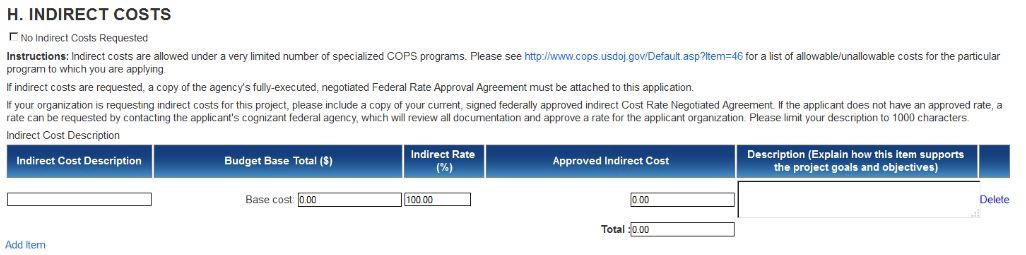 H. INDIRECT COSTS
No Indirect Costs Requested
Instructions: Indirect costs are allowed under a very limited number of specialized COPS programs. Please see http://www.cops.usdoj.gov/Default.asp?Item=46 for a list of allowable/unallowable costs for the particular
program to which you are applying.
If indirect costs are requested, a copy of the agency's fully-executed, negotiated Federal Rate Approval Agreement must be attached to this application.
If your organization is requesting indirect costs for this project, please include a copy of your current, signed federally approved indirect Cost Rate Negotiated Agreement. If the applicant does not have an approved rate, a
rate can be requested by contacting the applicant's cognizant federal agency, which will review all documentation and approve a rate for the applicant organization. Please limit your description to 1000 characters.
Indirect Cost Description
Indirect Cost Description Budget Base Total ($) Indirect Rate (%) Approved Indirect Cost Description (Explain how this item supports the project goals and objectives)
Base cost: 0.00 100.00 0.00 Delete
Total : 0.00
Add Item